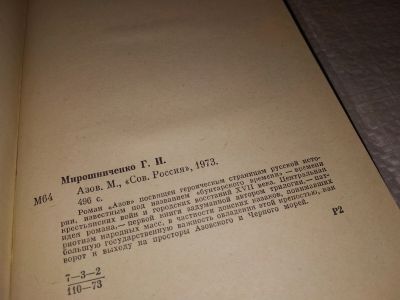 Мирошниченко Г. И.
М64
Азов. М., «Сов. Россия», 1973.
496 с.
Роман «Азов» посвящен героическим страницам русской исто-
рии, известным под названием «бунтарского времени» — времени
крестьянских войн и городских восстаний XVII века. Центральная
идея романа, — первой книги задуманной автором трилогии, — пат-
риотизм народных масс, в частности донских казаков, понимавших
большую государственную важность овладения этой крепостью, как
ворот к выходу на просторы Азовского и Черного морей.
7—3—2
110—73
Р2